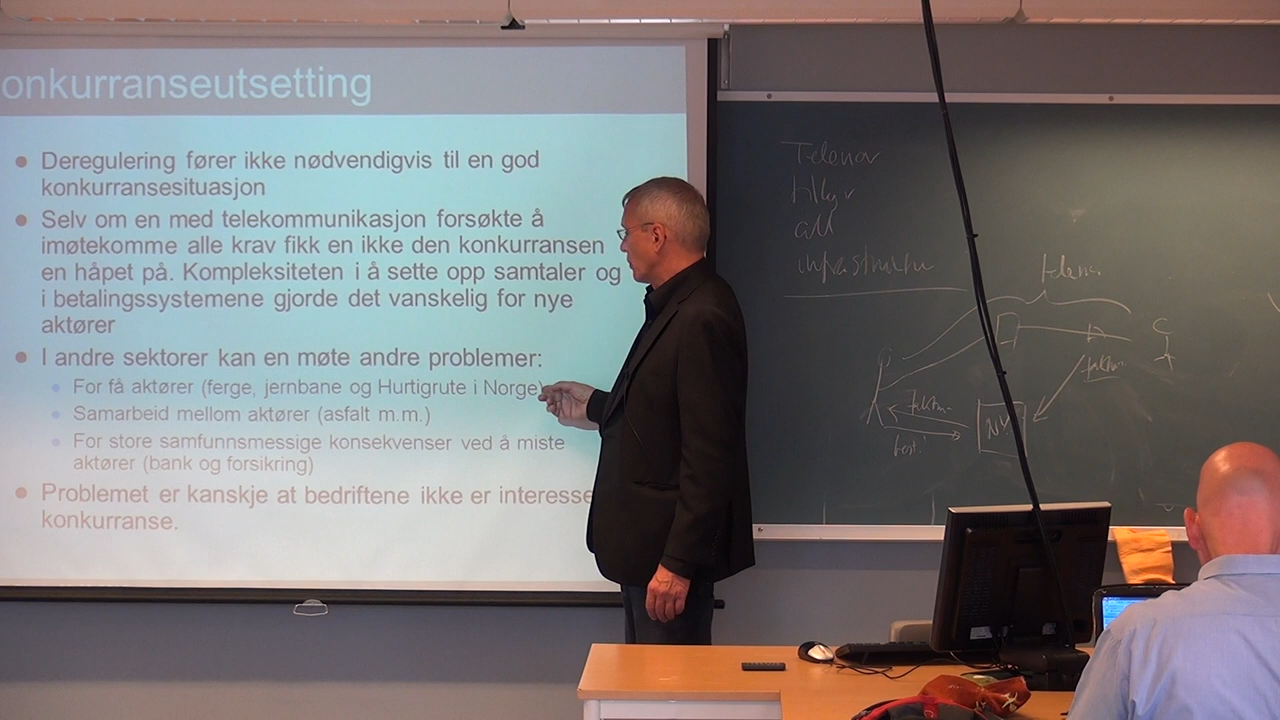 onkurranseutsetting
• Deregulering fører ikke nødvendigvis til en god
konkurransesituasjon
• Selv om en med telekommunikasjon forsøkte å
imøtekomme alle krav fikk en ikke den konkurransen
en håpet på. Kompleksiteten i å sette opp samtaler og
i betalingssystemene gjorde det vanskelig for nye
aktører
• I andre sektorer kan en møte andre problemer:
• For få aktører (ferge, jernbane og Hurtigrute i Norge)
• Samarbeid mellom aktører (asfalt m.m.)
• For store samfunnsmessige konsekvenser ved å miste
aktører (bank og forsikring)
• Problemet er kanskje at bedriftene ikke er interesse
konkurranse.
Telenor
all
telenor
C
NY